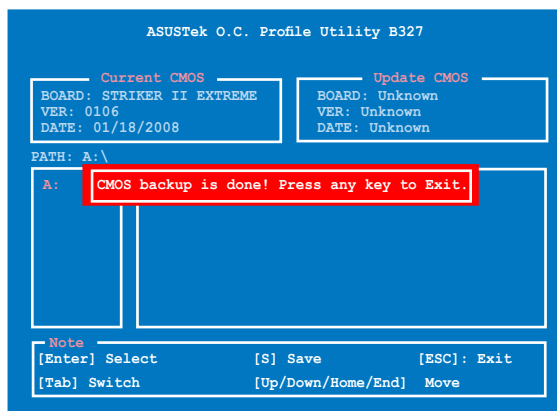 ASUSTek O.C. Profile Utility B327
Current CMOS
BOARD: STRIKER II EXTREME
VER: 0106
DATE: 01/18/2008
Update CMOS
BOARD: Unknown
VER: Unknown
DATE: Unknown
PATH: A:\
A:
CMOS backup is done! Press any key to Exit.
Note
[Enter] Select [S] Save [ESC]: Exit
[Tab] Switch [Up/Down/Home/End] Move